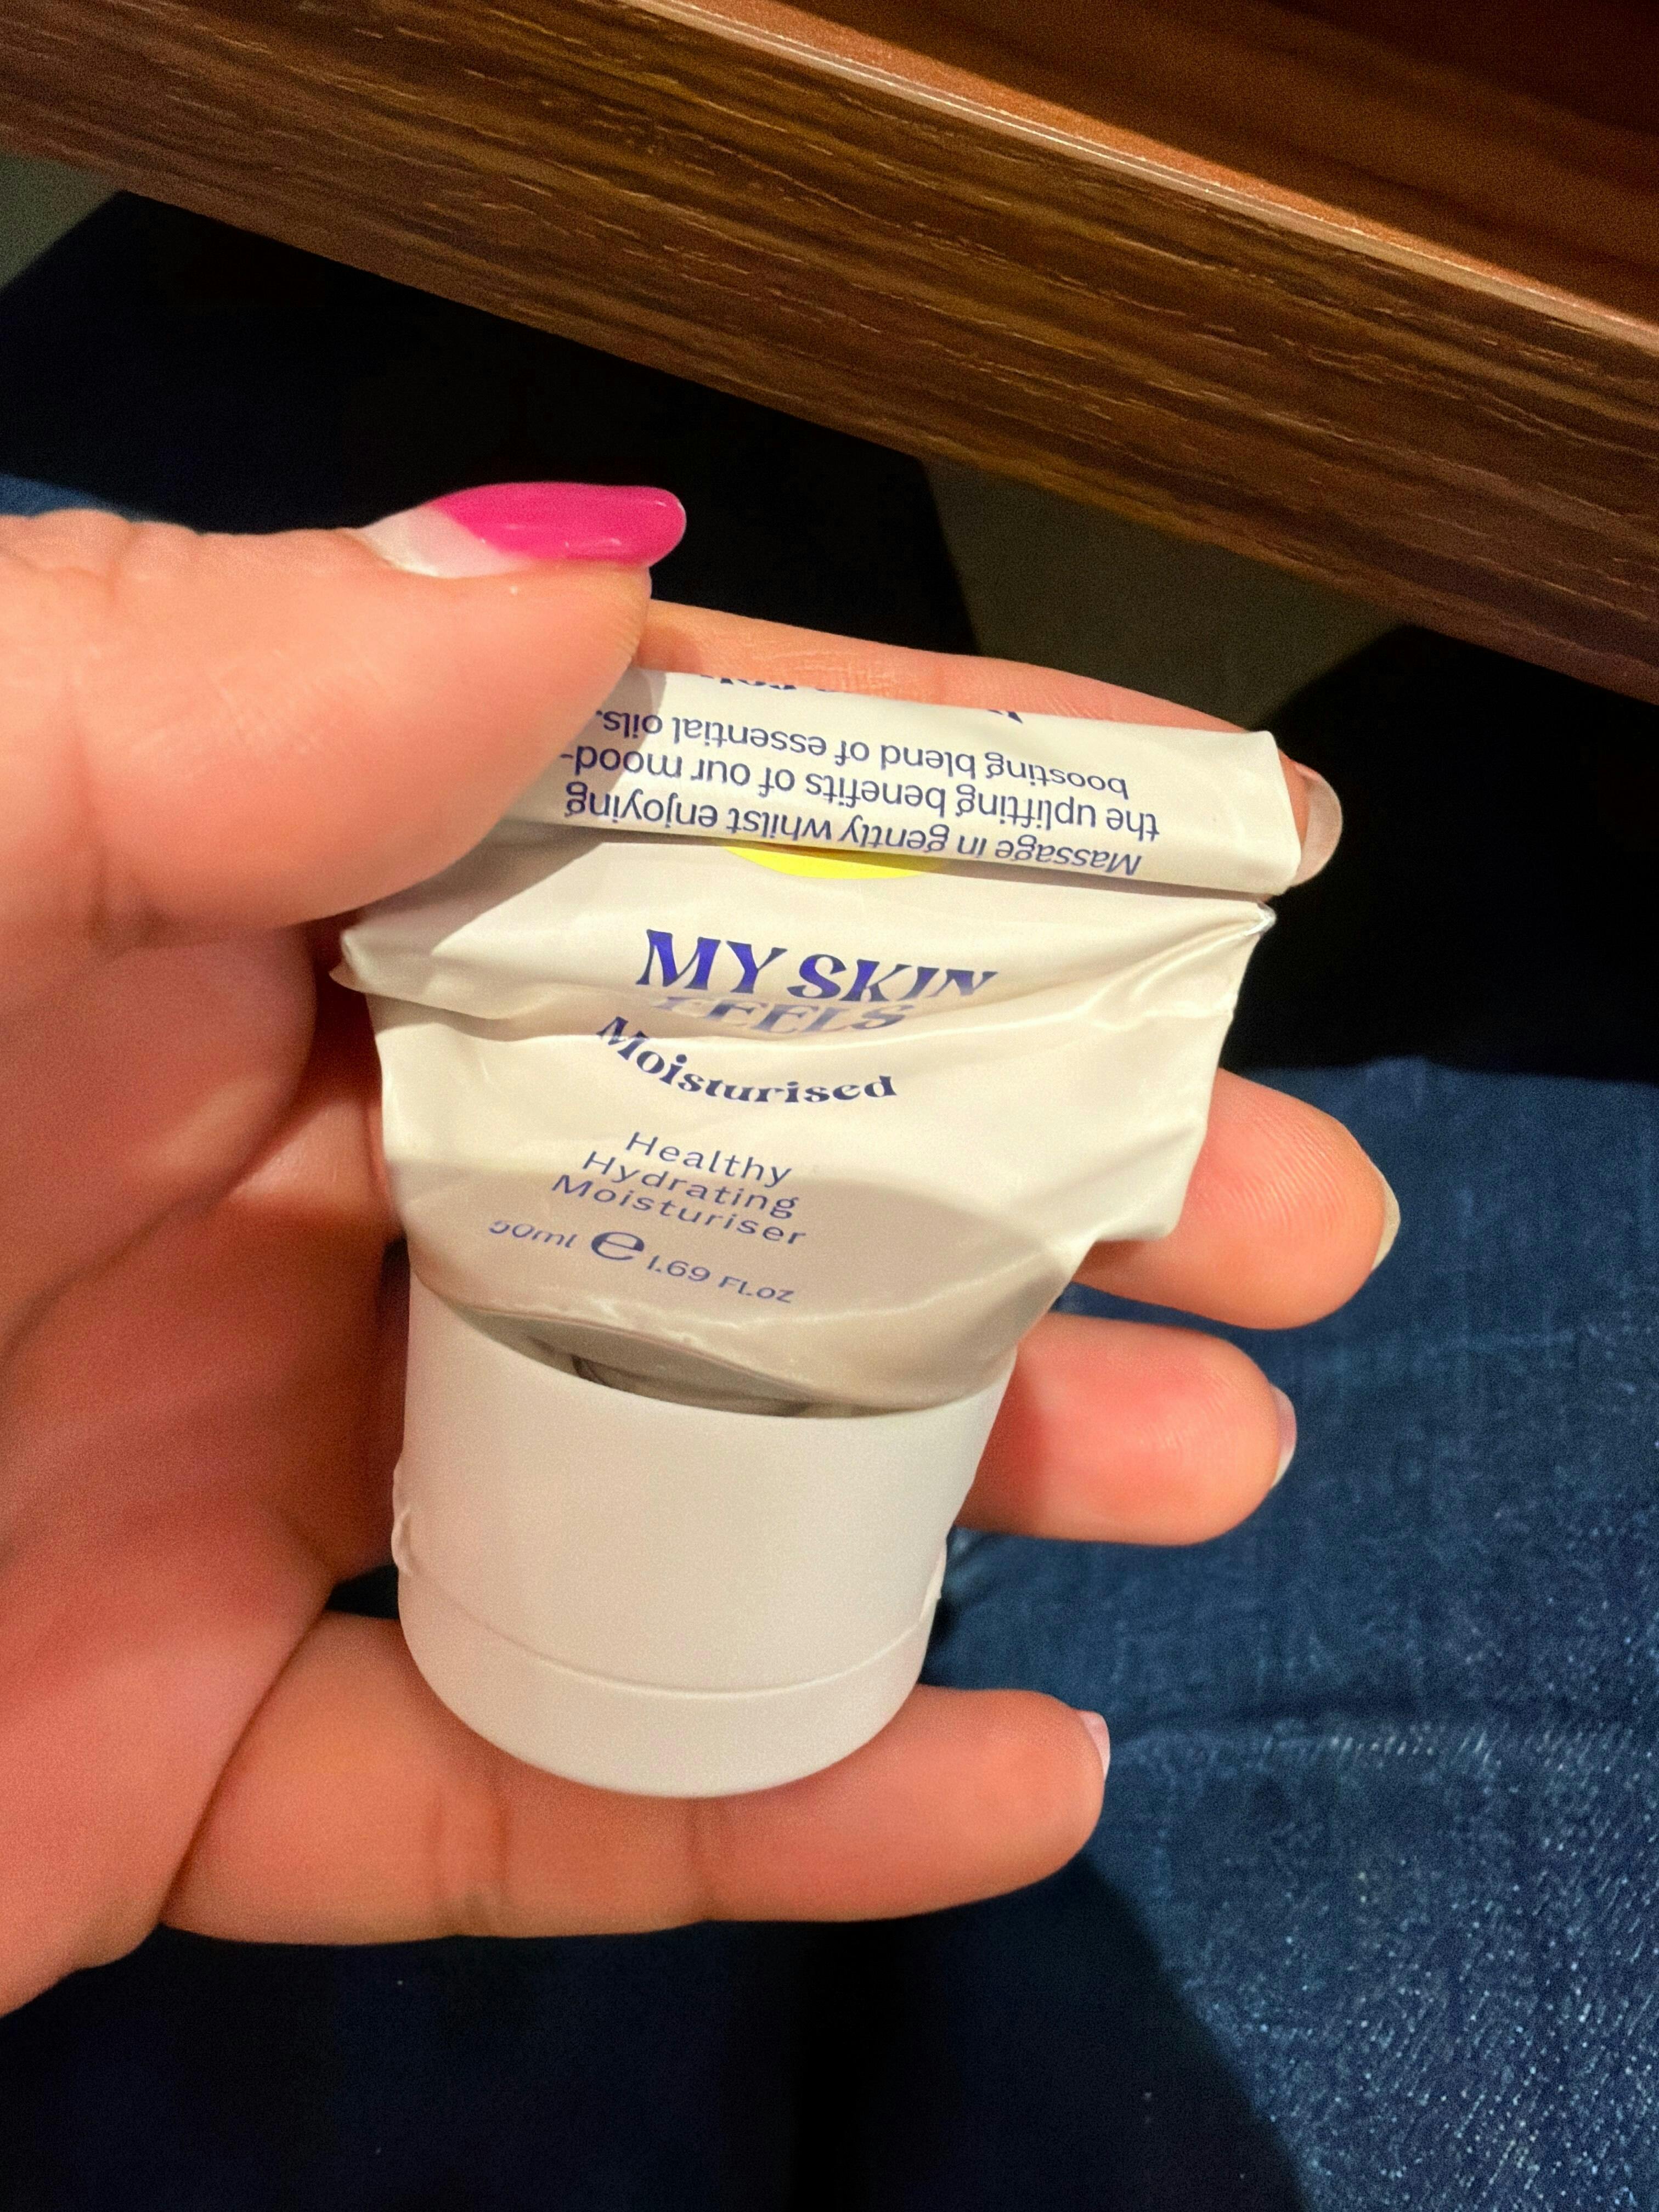 Massage in gently whilst enjoying
the uplifting benefits of our mood-
boosting blend of essential oils.
MY SKIN
FEELS
Moisturised
Healthy
Hydrating
Moisturiser
50ml e 1.69 FL.OZ